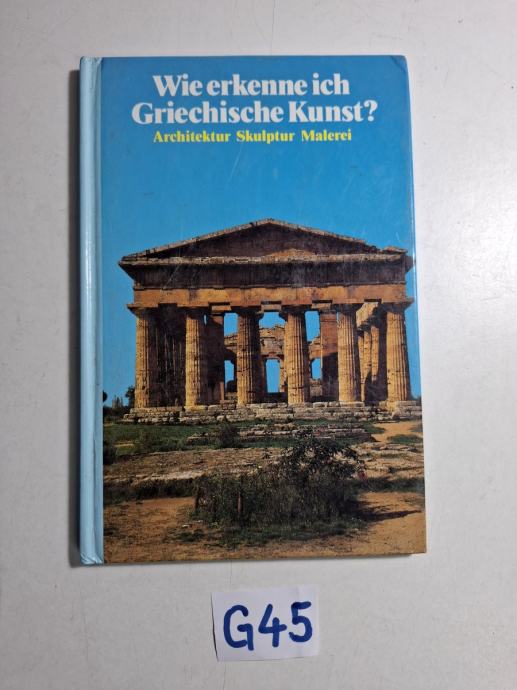 Wie erkenne ich
Griechische Kunst?
Architektur Skulptur Malerei
G45